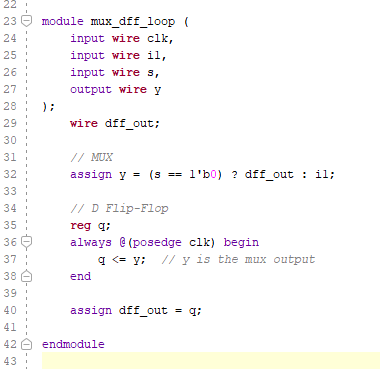 22
23 module mux_dff_loop (
24     input wire clk,
25     input wire i1,
26     input wire s,
27     output wire y
28 );
29     wire dff_out;
30
31     // MUX
32     assign y = (s == 1'b0) ? dff_out : i1;
33
34     // D Flip-Flop
35     reg q;
36     always @(posedge clk) begin
37         q <= y;  // y is the mux output
38     end
39
40     assign dff_out = q;
41
42 endmodule
43